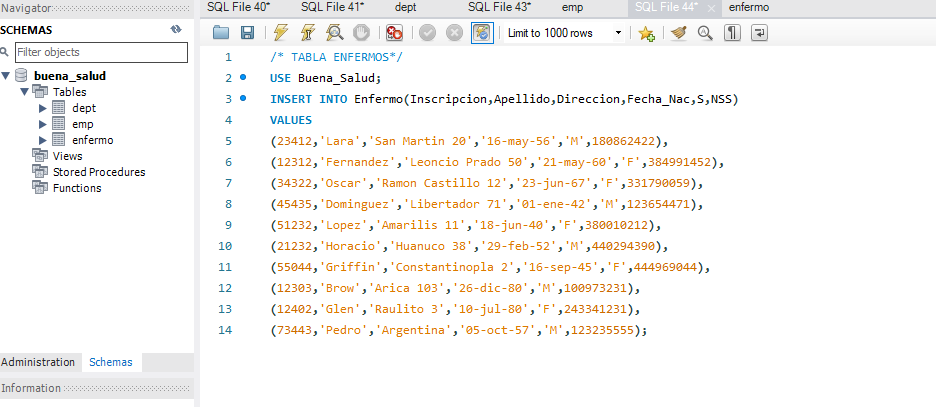 Navigator
SQL File 40* SQL File 41* dept SQL File 43* emp SQL File 44* enfermo
SCHEMAS
Filter objects
Limit to 1000 rows
buena_salud
Tables
dept
emp
enfermo
Views
Stored Procedures
Functions
1 /* TABLA ENFERMOS*/
2 USE Buena_Salud;
3 INSERT INTO Enfermo(Inscripcion,Apellido,Direccion,Fecha_Nac,S,NSS)
4 VALUES
5 (23412,'Lara','San Martin 20','16-may-56','M',180862422),
6 (12312,'Fernandez','Leoncio Prado 50','21-may-60','F',384991452),
7 (34322,'Oscar','Ramon Castillo 12','23-jun-67','F',331790059),
8 (45435,'Dominguez','Libertador 71','01-ene-42','M',123654471),
9 (51232,'Lopez','Amarilis 11','18-jun-40','F',380010212),
10 (21232,'Horacio','Huanuco 38','29-feb-52','M',440294390),
11 (55044,'Griffin','Constantinopla 2','16-sep-45','F',444969044),
12 (12303,'Brow','Arica 103','26-dic-80','M',100973231),
13 (12402,'Glen','Raulito 3','10-jul-80','F',243341231),
14 (73443,'Pedro','Argentina','05-oct-57','M',123235555);
Administration Schemas
Information